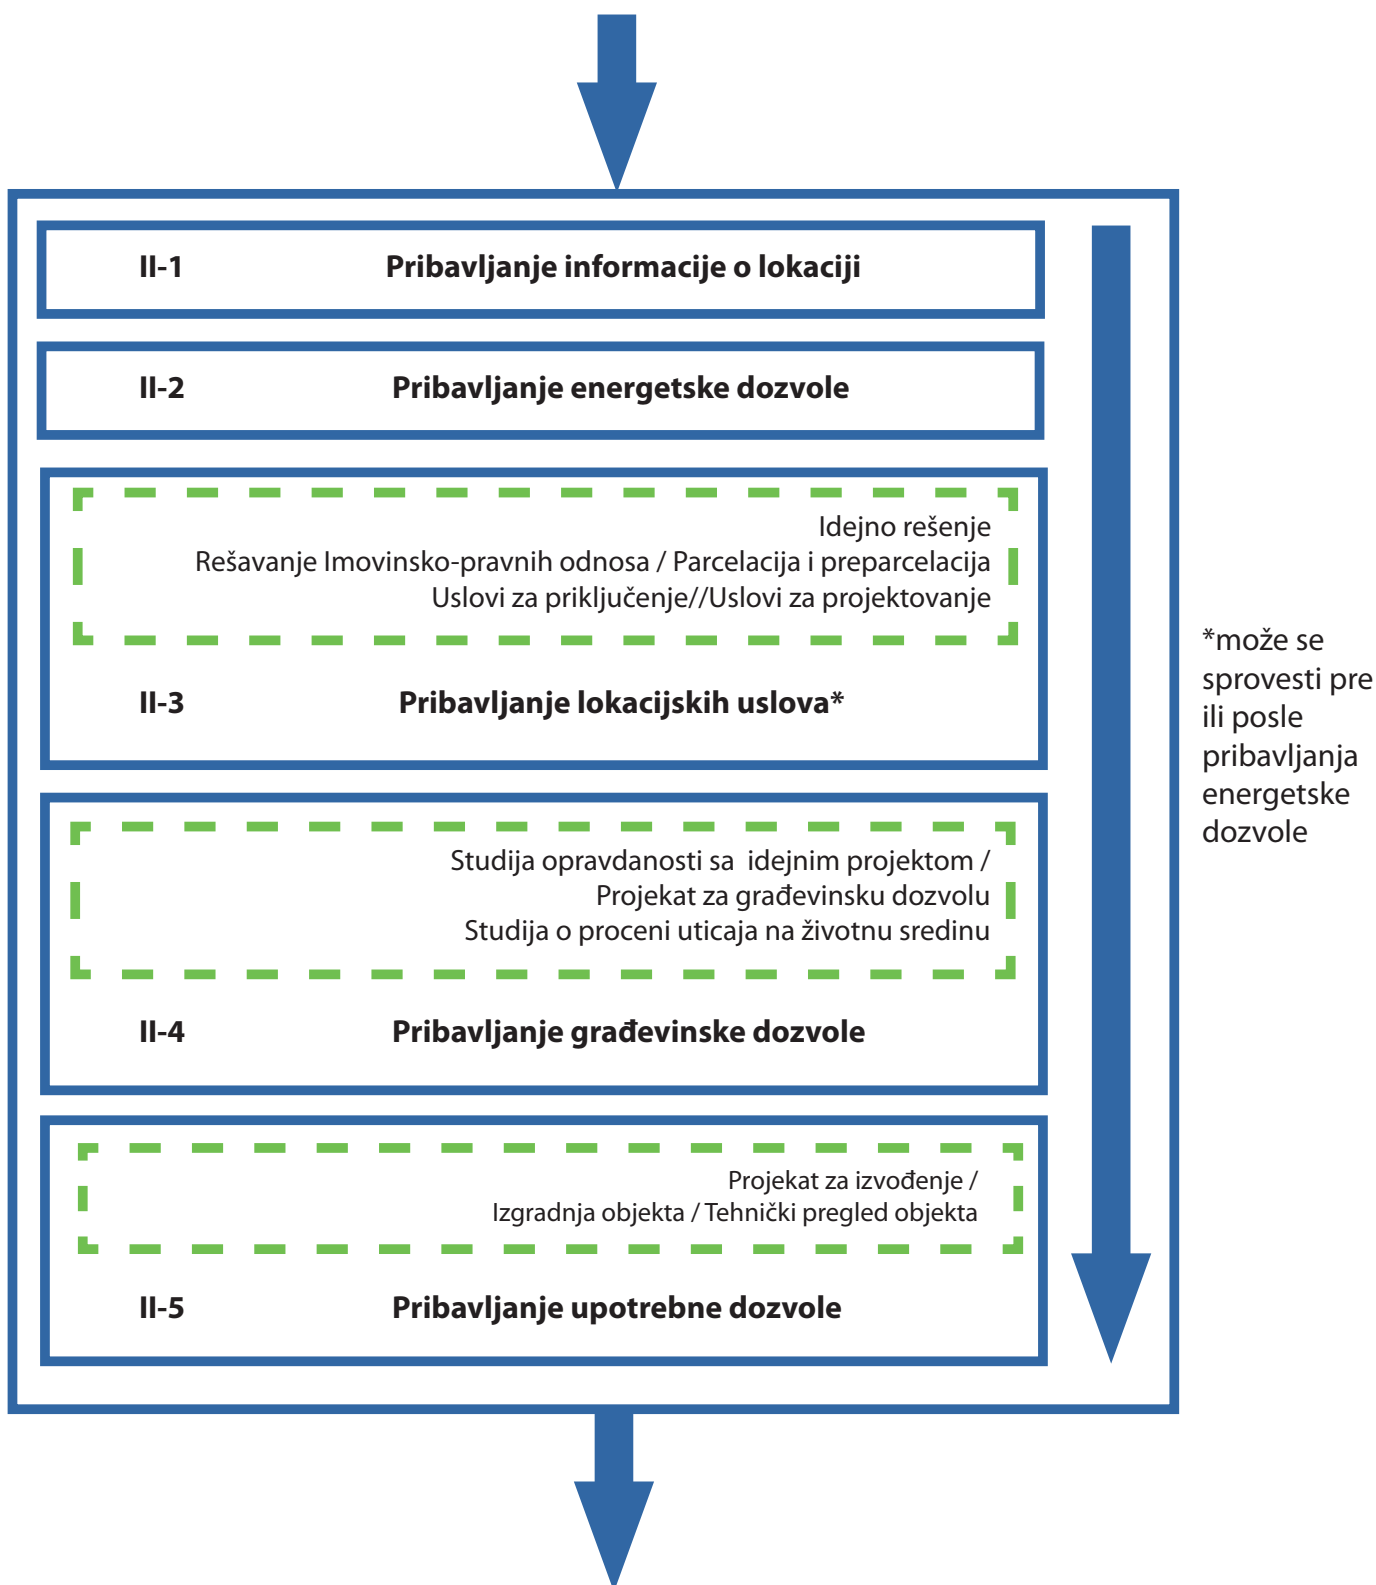 II-1 Pribavljanje informacije o lokaciji
II-2 Pribavljanje energetske dozvole
Idejno rešenje
Rešavanje Imovinsko-pravnih odnosa / Parcelacija i preparcelacija
Uslovi za priključenje//Uslovi za projektovanje
II-3 Pribavljanje lokacijskih uslova*
Studija opravdanosti sa idejnim projektom /
Projekat za građevinsku dozvolu
Studija o proceni uticaja na životnu sredinu
II-4 Pribavljanje građevinske dozvole
Projekat za izvođenje /
Izgradnja objekta / Tehnički pregled objekta
II-5 Pribavljanje upotrebne dozvole
*može se
sprovesti pre
ili posle
pribavljanja
energetske
dozvole